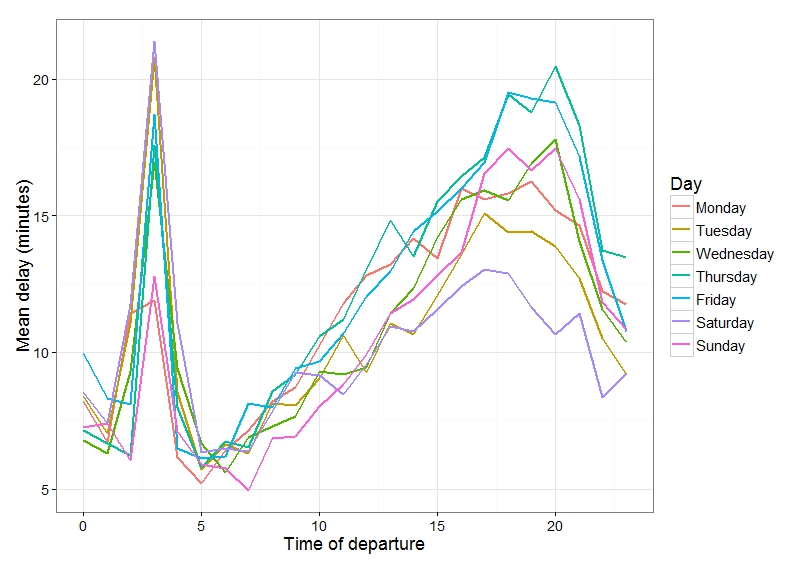 Mean delay (minutes)
20
15
10
5
0
5
10
15
20
Time of departure
Day
Monday
Tuesday
Wednesday
Thursday
Friday
Saturday
Sunday